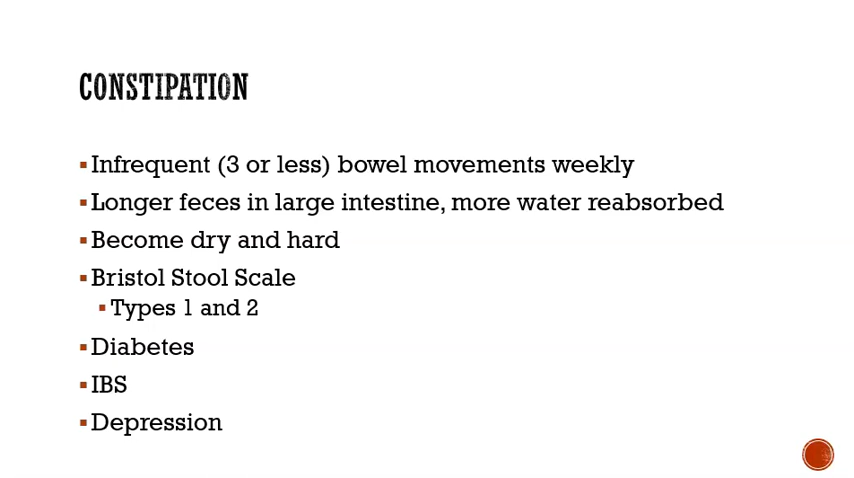 CONSTIPATION
Infrequent (3 or less) bowel movements weekly
Longer feces in large intestine, more water reabsorbed
Become dry and hard
Bristol Stool Scale
Types 1 and 2
Diabetes
IBS
Depression